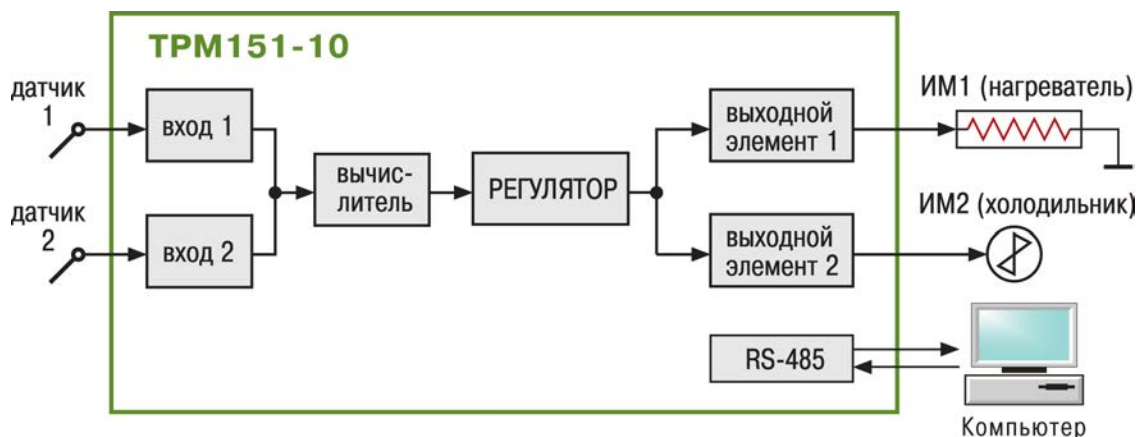 ТРМ151-10
датчик
1
вход 1
датчик
2
вход 2
вычис-
литель
РЕГУЛЯТОР
выходной
элемент 1
выходной
элемент 2
RS-485
ИМ1 (нагреватель)
ИМ2 (холодильник)
Компьютер